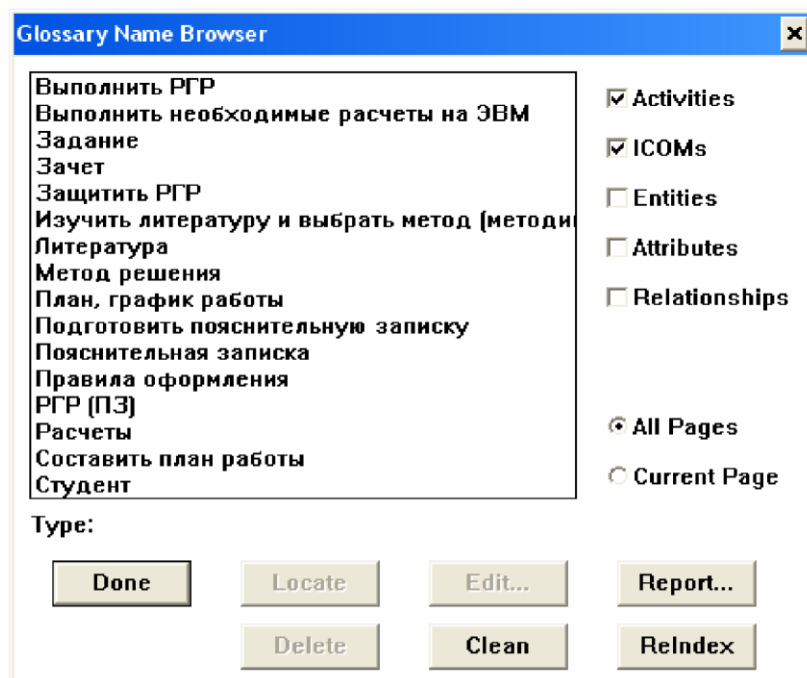 Glossary Name Browser
Выполнить РГР
Выполнить необходимые расчеты на ЭВМ
Задание
Зачет
Защитить РГР
Изучить литературу и выбрать метод (методи
Литература
Метод решения
План, график работы
Подготовить пояснительную записку
Пояснительная записка
Правила оформления
РГР (ПЗ)
Расчеты
Составить план работы
Студент
Activities
ICOMs
Entities
Attributes
Relationships
All Pages
Current Page
Type:
Done Locate Edit... Report...
Delete Clean ReIndex